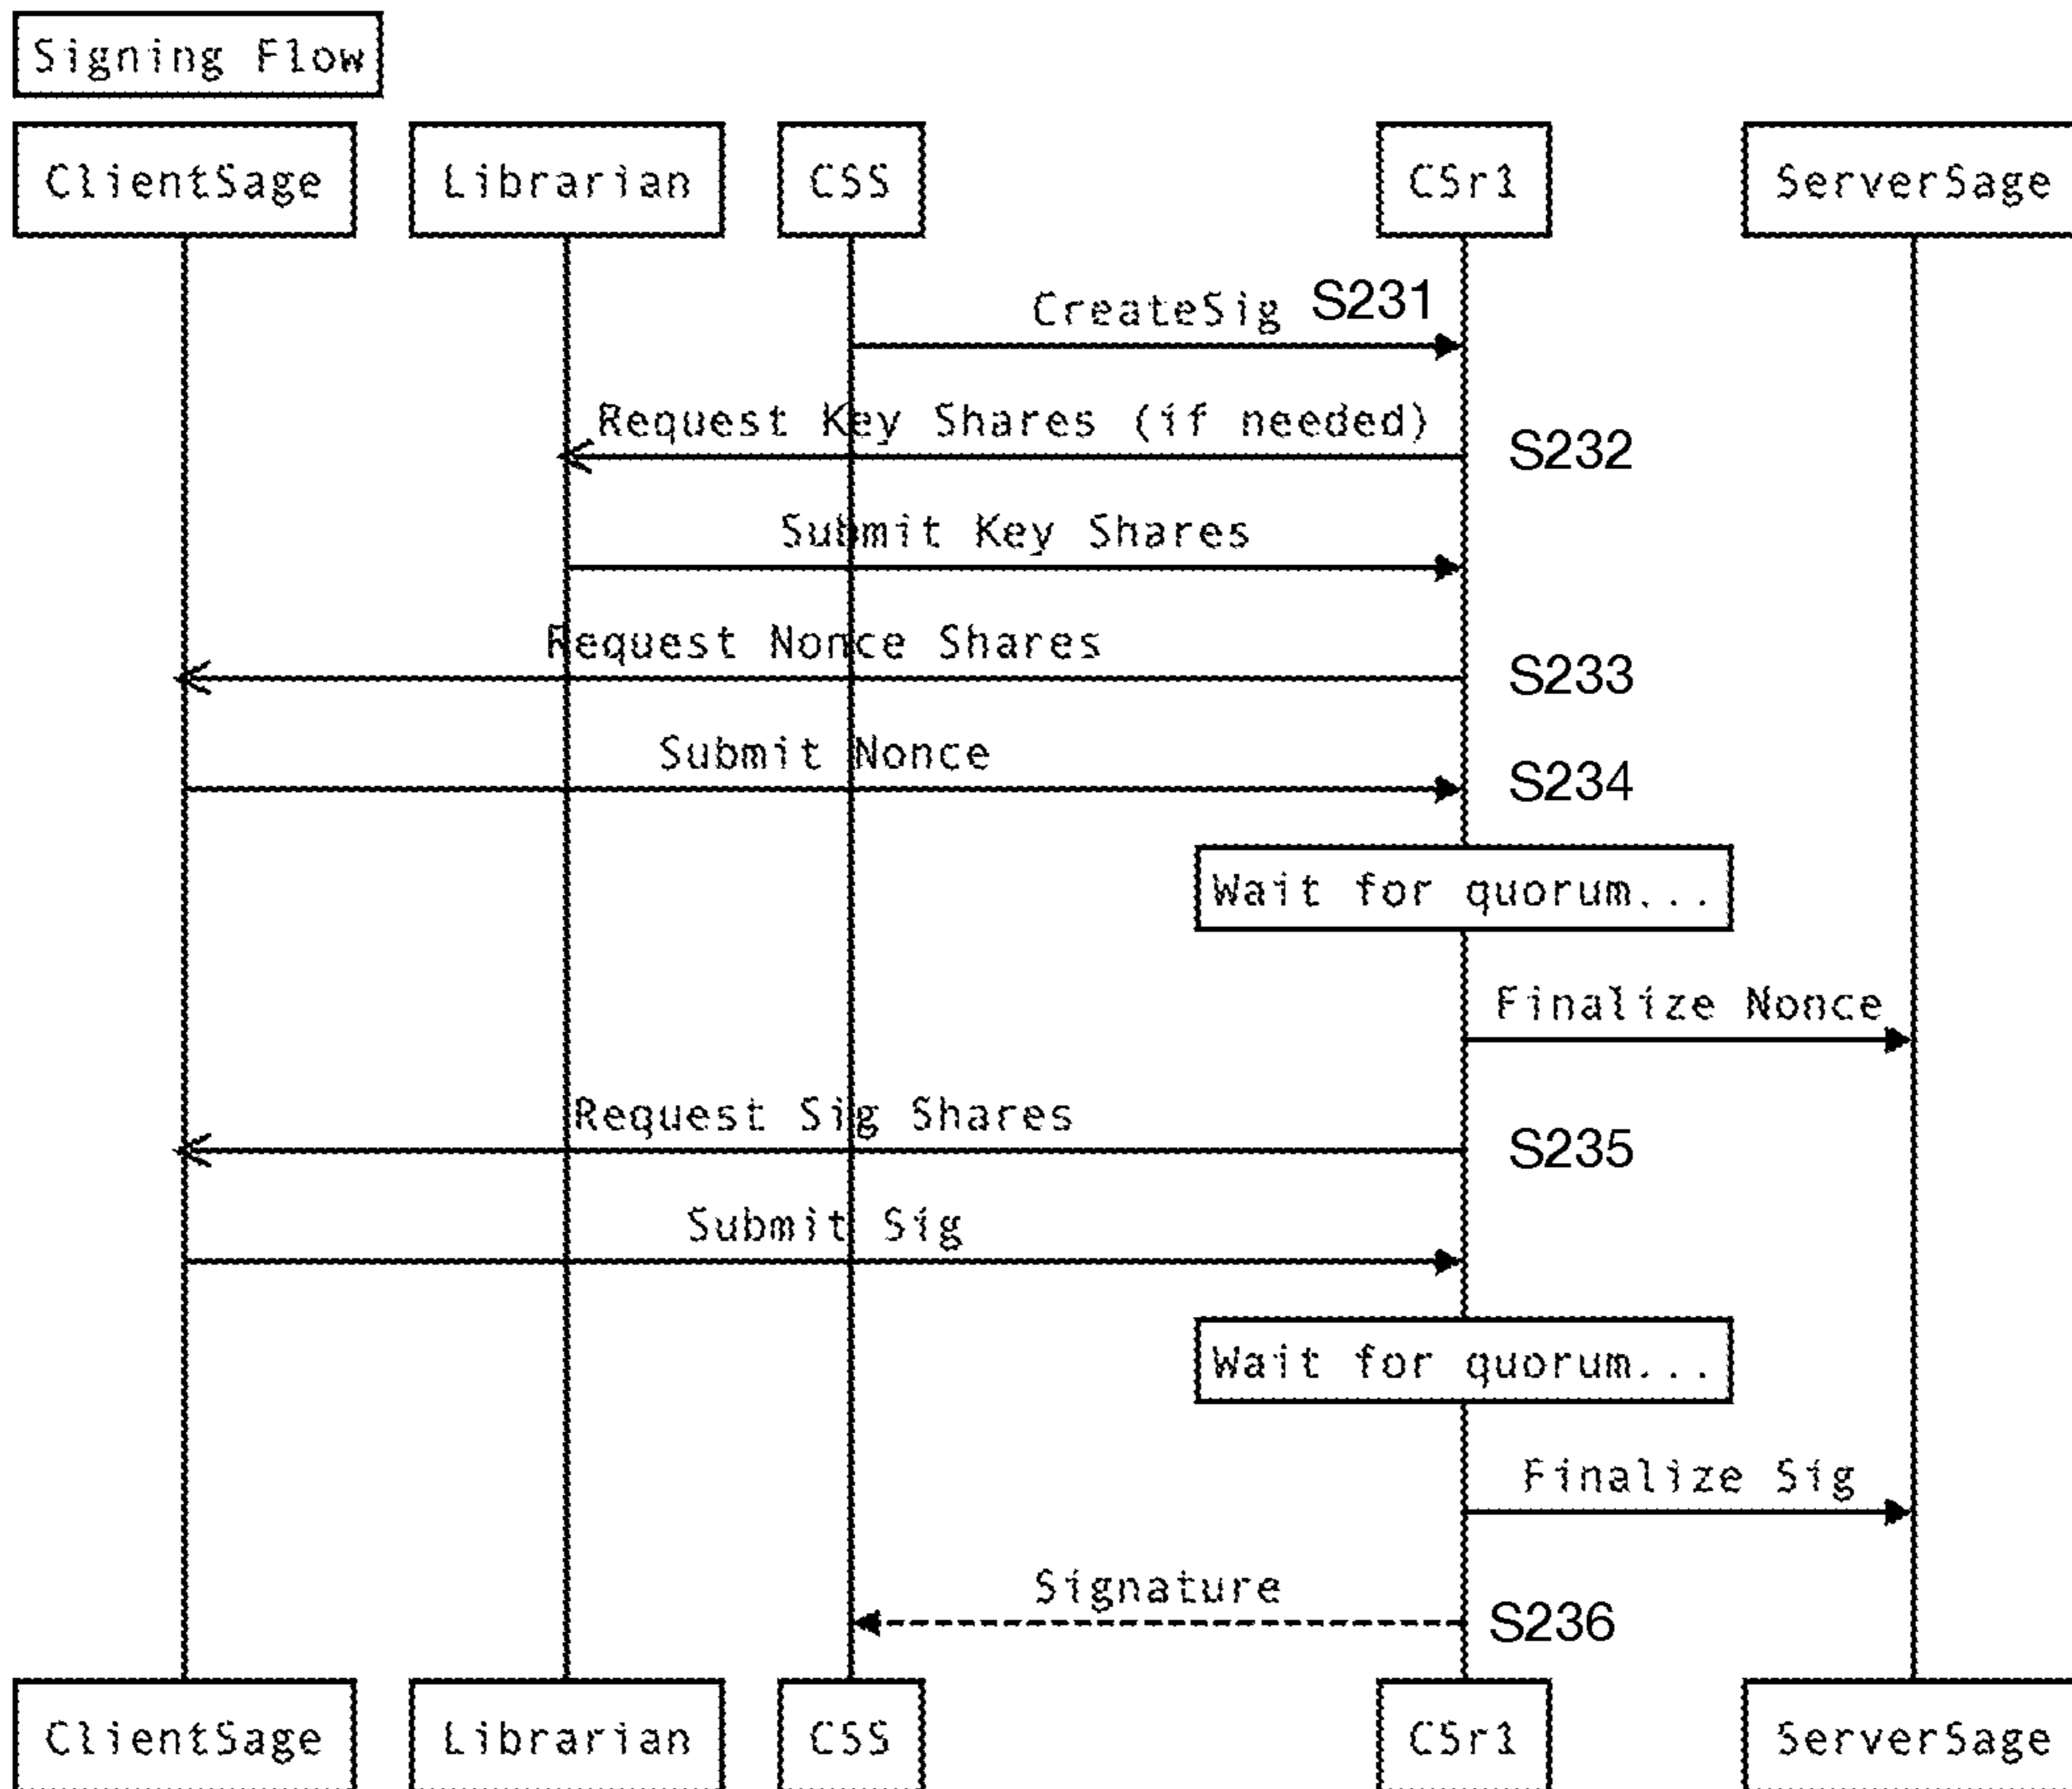 Signing Flow
ClientSage
Librarian
CSS
CSr1
ServerSage
CreateSig S231
Request Key Shares (if needed)
S232
Submit Key Shares
Request Nonce Shares
S233
Submit Nonce
S234
Wait for quorum...
Finalize Nonce
Request Sig Shares
S235
Submit Sig
Wait for quorum...
Finalize Sig
Signature
S236
ClientSage
Librarian
CSS
CSr1
ServerSage